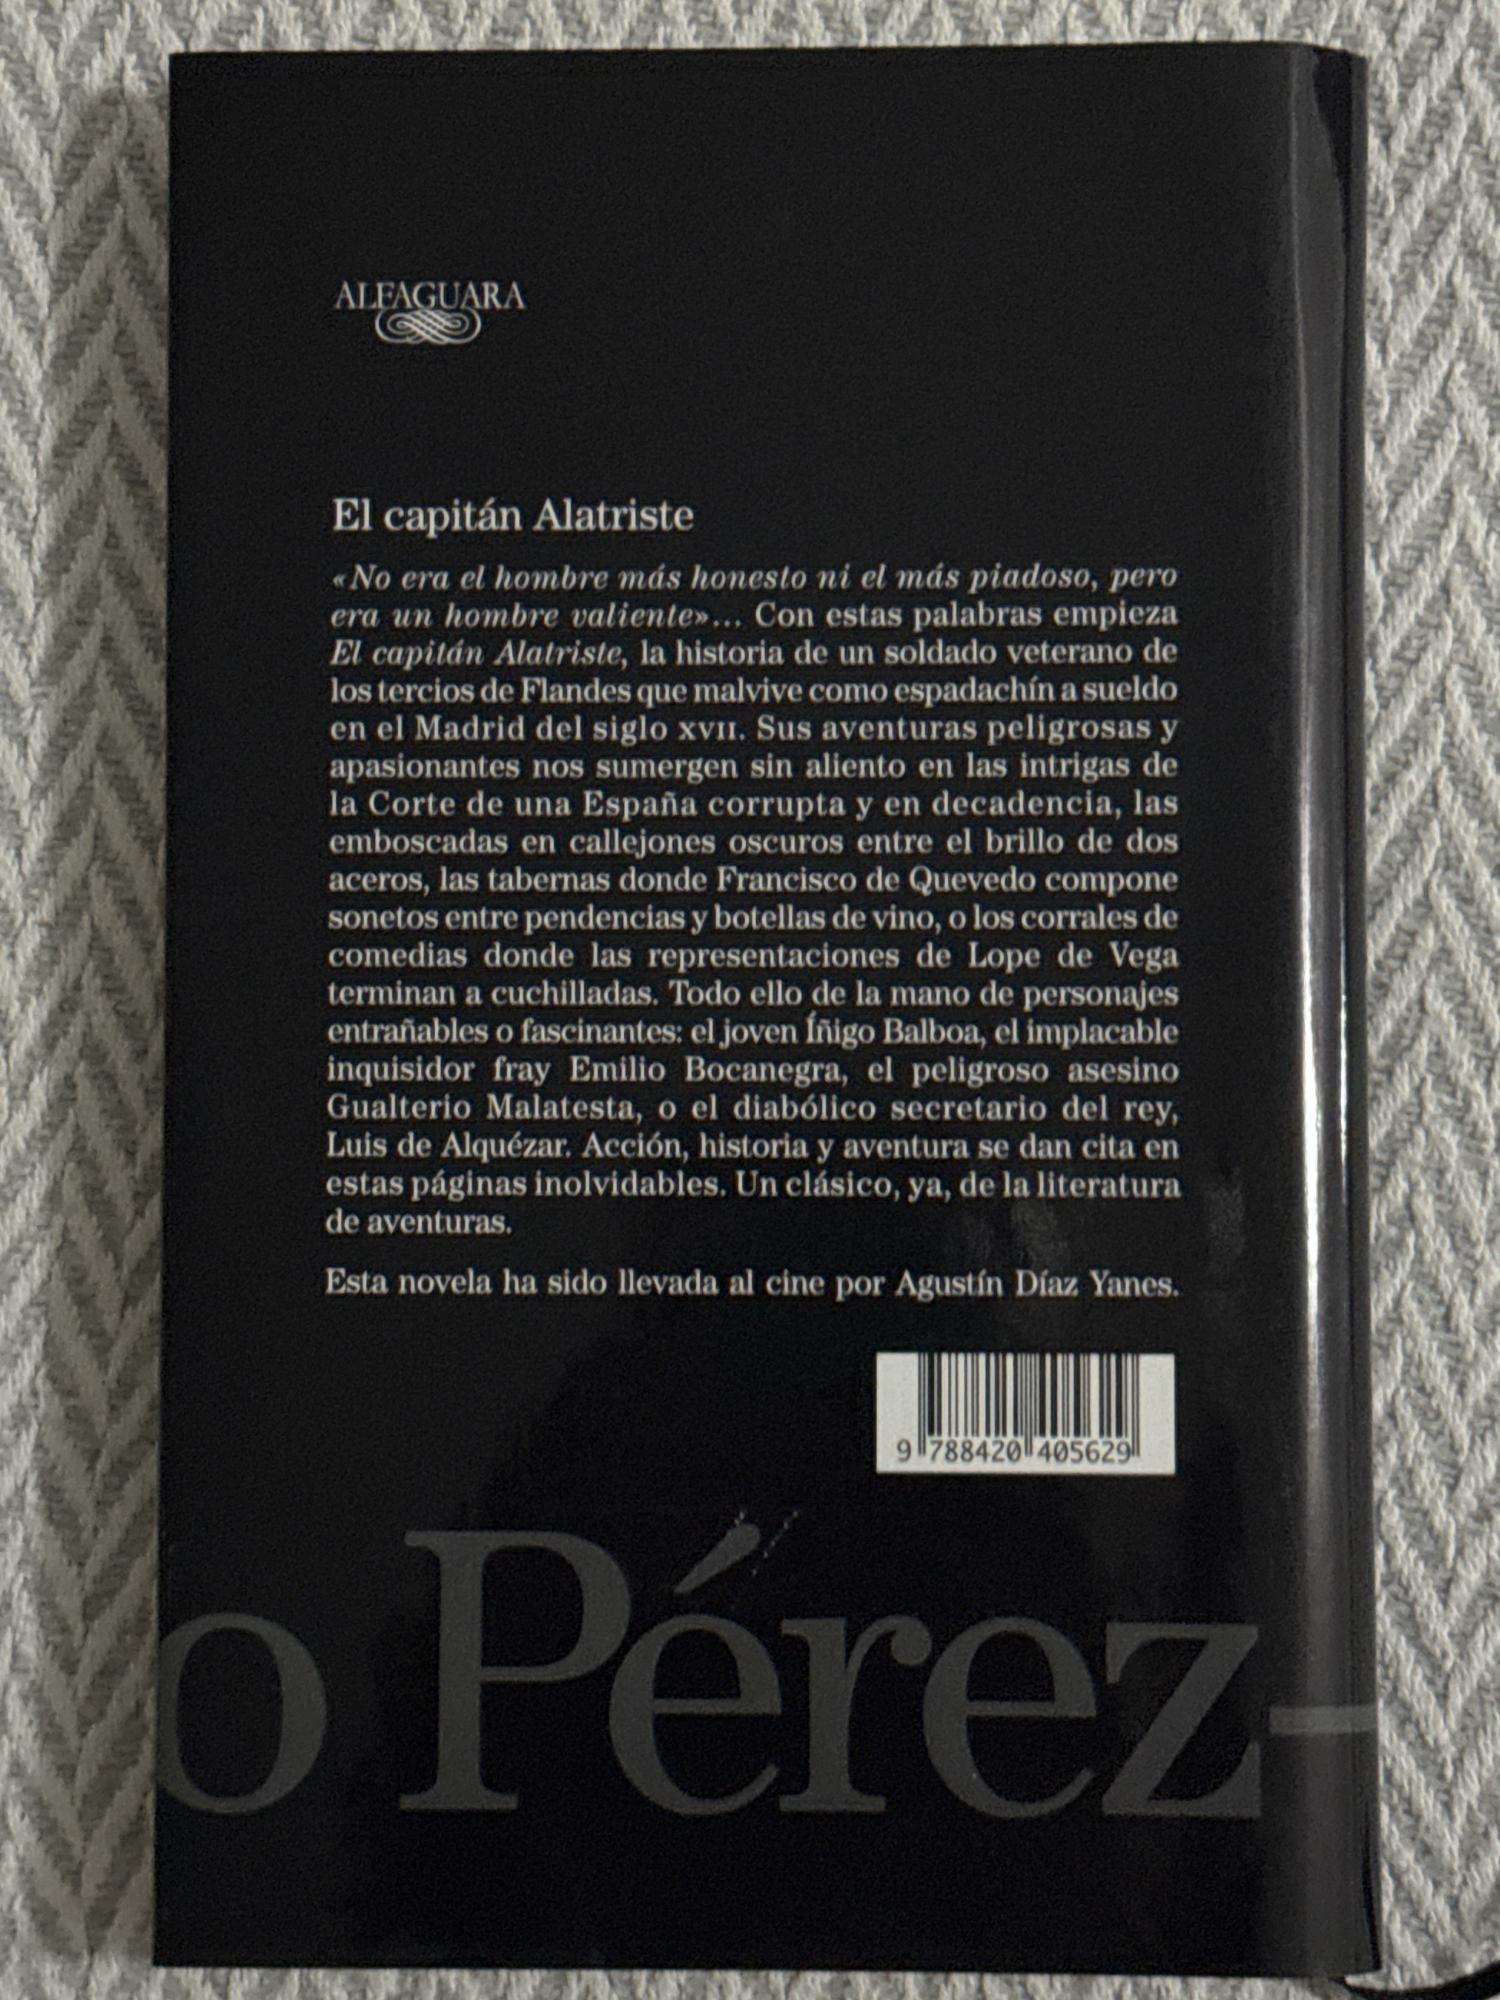 ALFAGUARA
El capitán Alatriste
«No era el hombre más honesto ni el más piadoso, pero
era un hombre valiente»... Con estas palabras empieza
El capitán Alatriste, la historia de un soldado veterano de
los tercios de Flandes que malvive como espadachín a sueldo
en el Madrid del siglo XVII. Sus aventuras peligrosas y
apasionantes nos sumergen sin aliento en las intrigas de
la Corte de una España corrupta y en decadencia, las
emboscadas en callejones oscuros entre el brillo de dos
aceros, las tabernas donde Francisco de Quevedo compone
sonetos entre pendencias y botellas de vino, o los corrales de
comedias donde las representaciones de Lope de Vega
terminan a cuchilladas. Todo ello de la mano de personajes
entrañables o fascinantes: el joven Íñigo Balboa, el implacable
inquisidor fray Emilio Bocanegra, el peligroso asesino
Gualterio Malatesta, o el diabólico secretario del rey,
Luis de Alquézar. Acción, historia y aventura se dan cita en
estas páginas inolvidables. Un clásico, ya, de la literatura
de aventuras.
Esta novela ha sido llevada al cine por Agustín Díaz Yanes.
9 788420 405629
o Pérez-